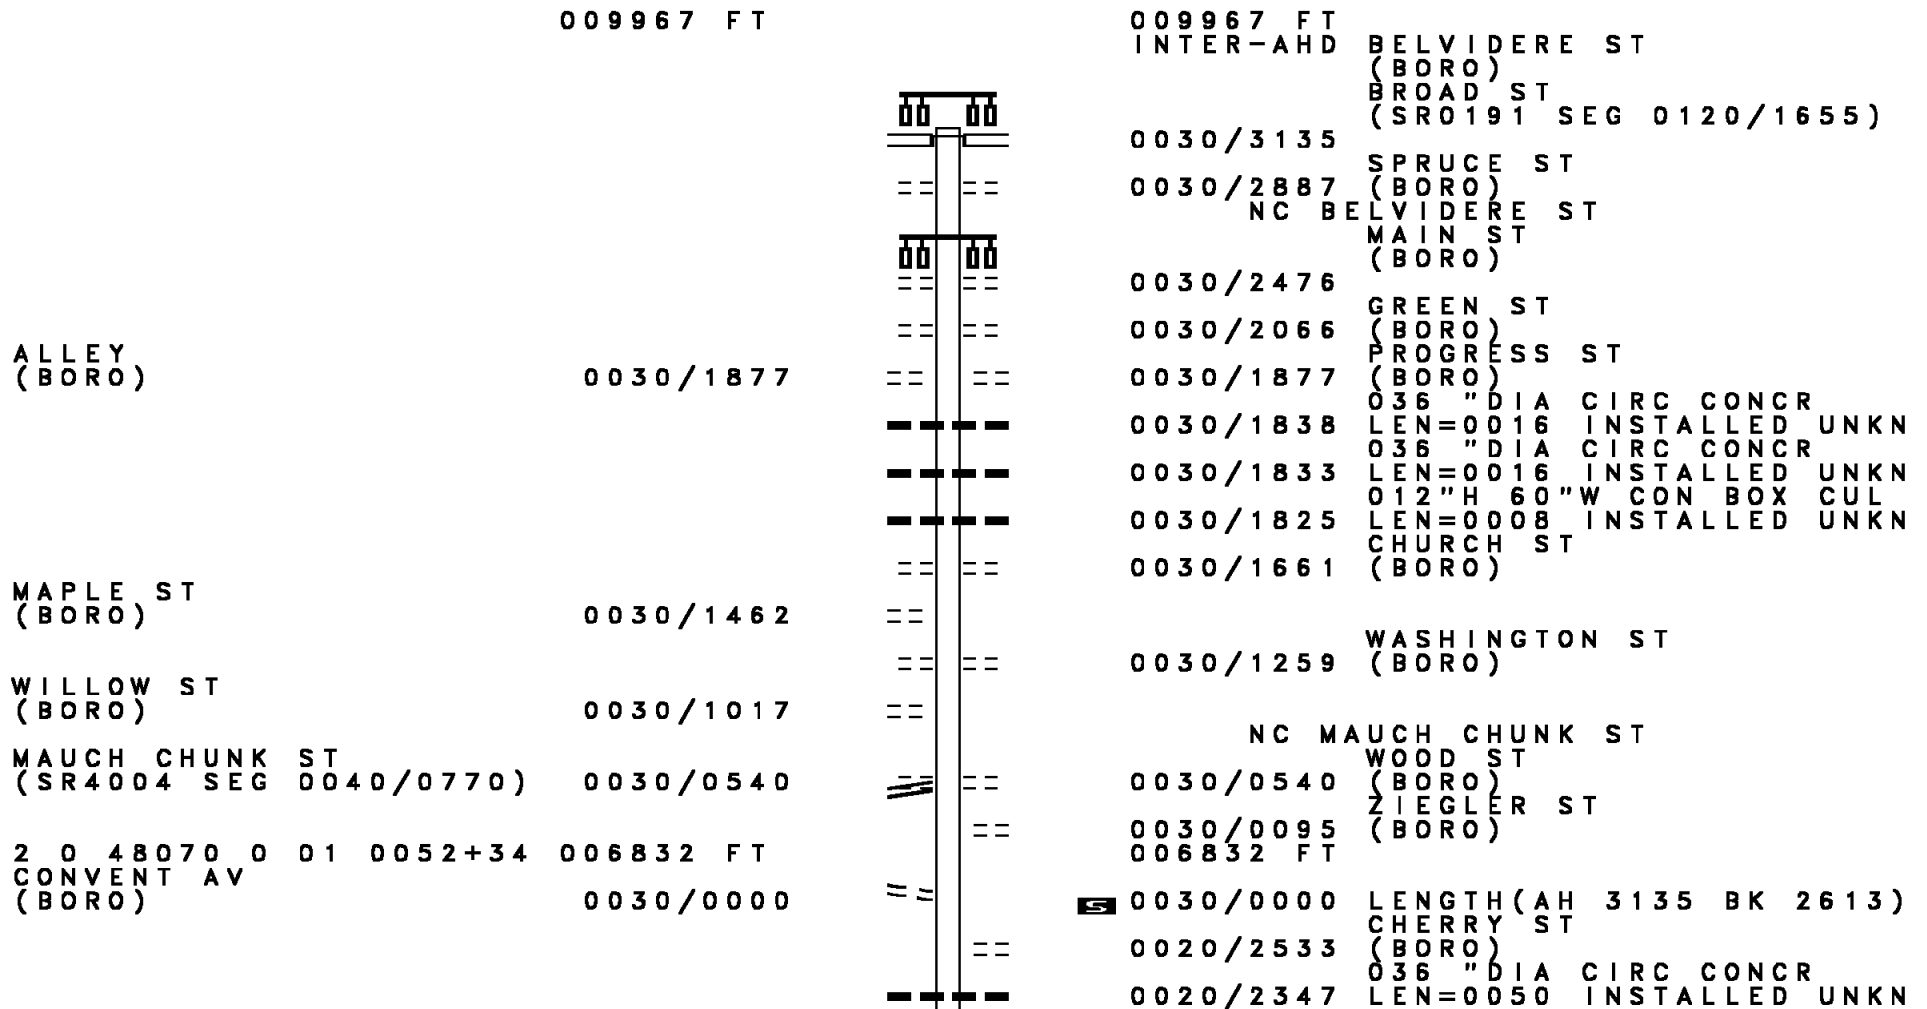 009967 FT 009967 FT
INTER-AHD BELVIDERE ST
(BORO)
BROAD ST
(SR0191 SEG 0120/1655)
0030/3135
SPRUCE ST
0030/2887 (BORO)
NC BELVIDERE ST
MAIN ST
(BORO)
0030/2476
GREEN ST
0030/2066 (BORO)
ALLEY PROGRESS ST
(BORO) 0030/1877 0030/1877 (BORO)
036 "DIA CIRC CONCR
0030/1838 LEN=0016 INSTALLED UNKN
036 "DIA CIRC CONCR
0030/1833 LEN=0016 INSTALLED UNKN
012"H 60"W CON BOX CUL
0030/1825 LEN=0008 INSTALLED UNKN
CHURCH ST
0030/1661 (BORO)
MAPLE ST
(BORO) 0030/1462
WASHINGTON ST
0030/1259 (BORO)
WILLOW ST
(BORO) 0030/1017
NC MAUCH CHUNK ST
MAUCH CHUNK ST WOOD ST
(SR4004 SEG 0040/0770) 0030/0540 0030/0540 (BORO)
ZIEGLER ST
0030/0095 (BORO)
2 0 48070 0 01 0052+34 006832 FT 006832 FT
CONVENT AV
(BORO) 0030/0000 S 0030/0000 LENGTH(AH 3135 BK 2613)
CHERRY ST
0020/2533 (BORO)
036 "DIA CIRC CONCR
0020/2347 LEN=0050 INSTALLED UNKN